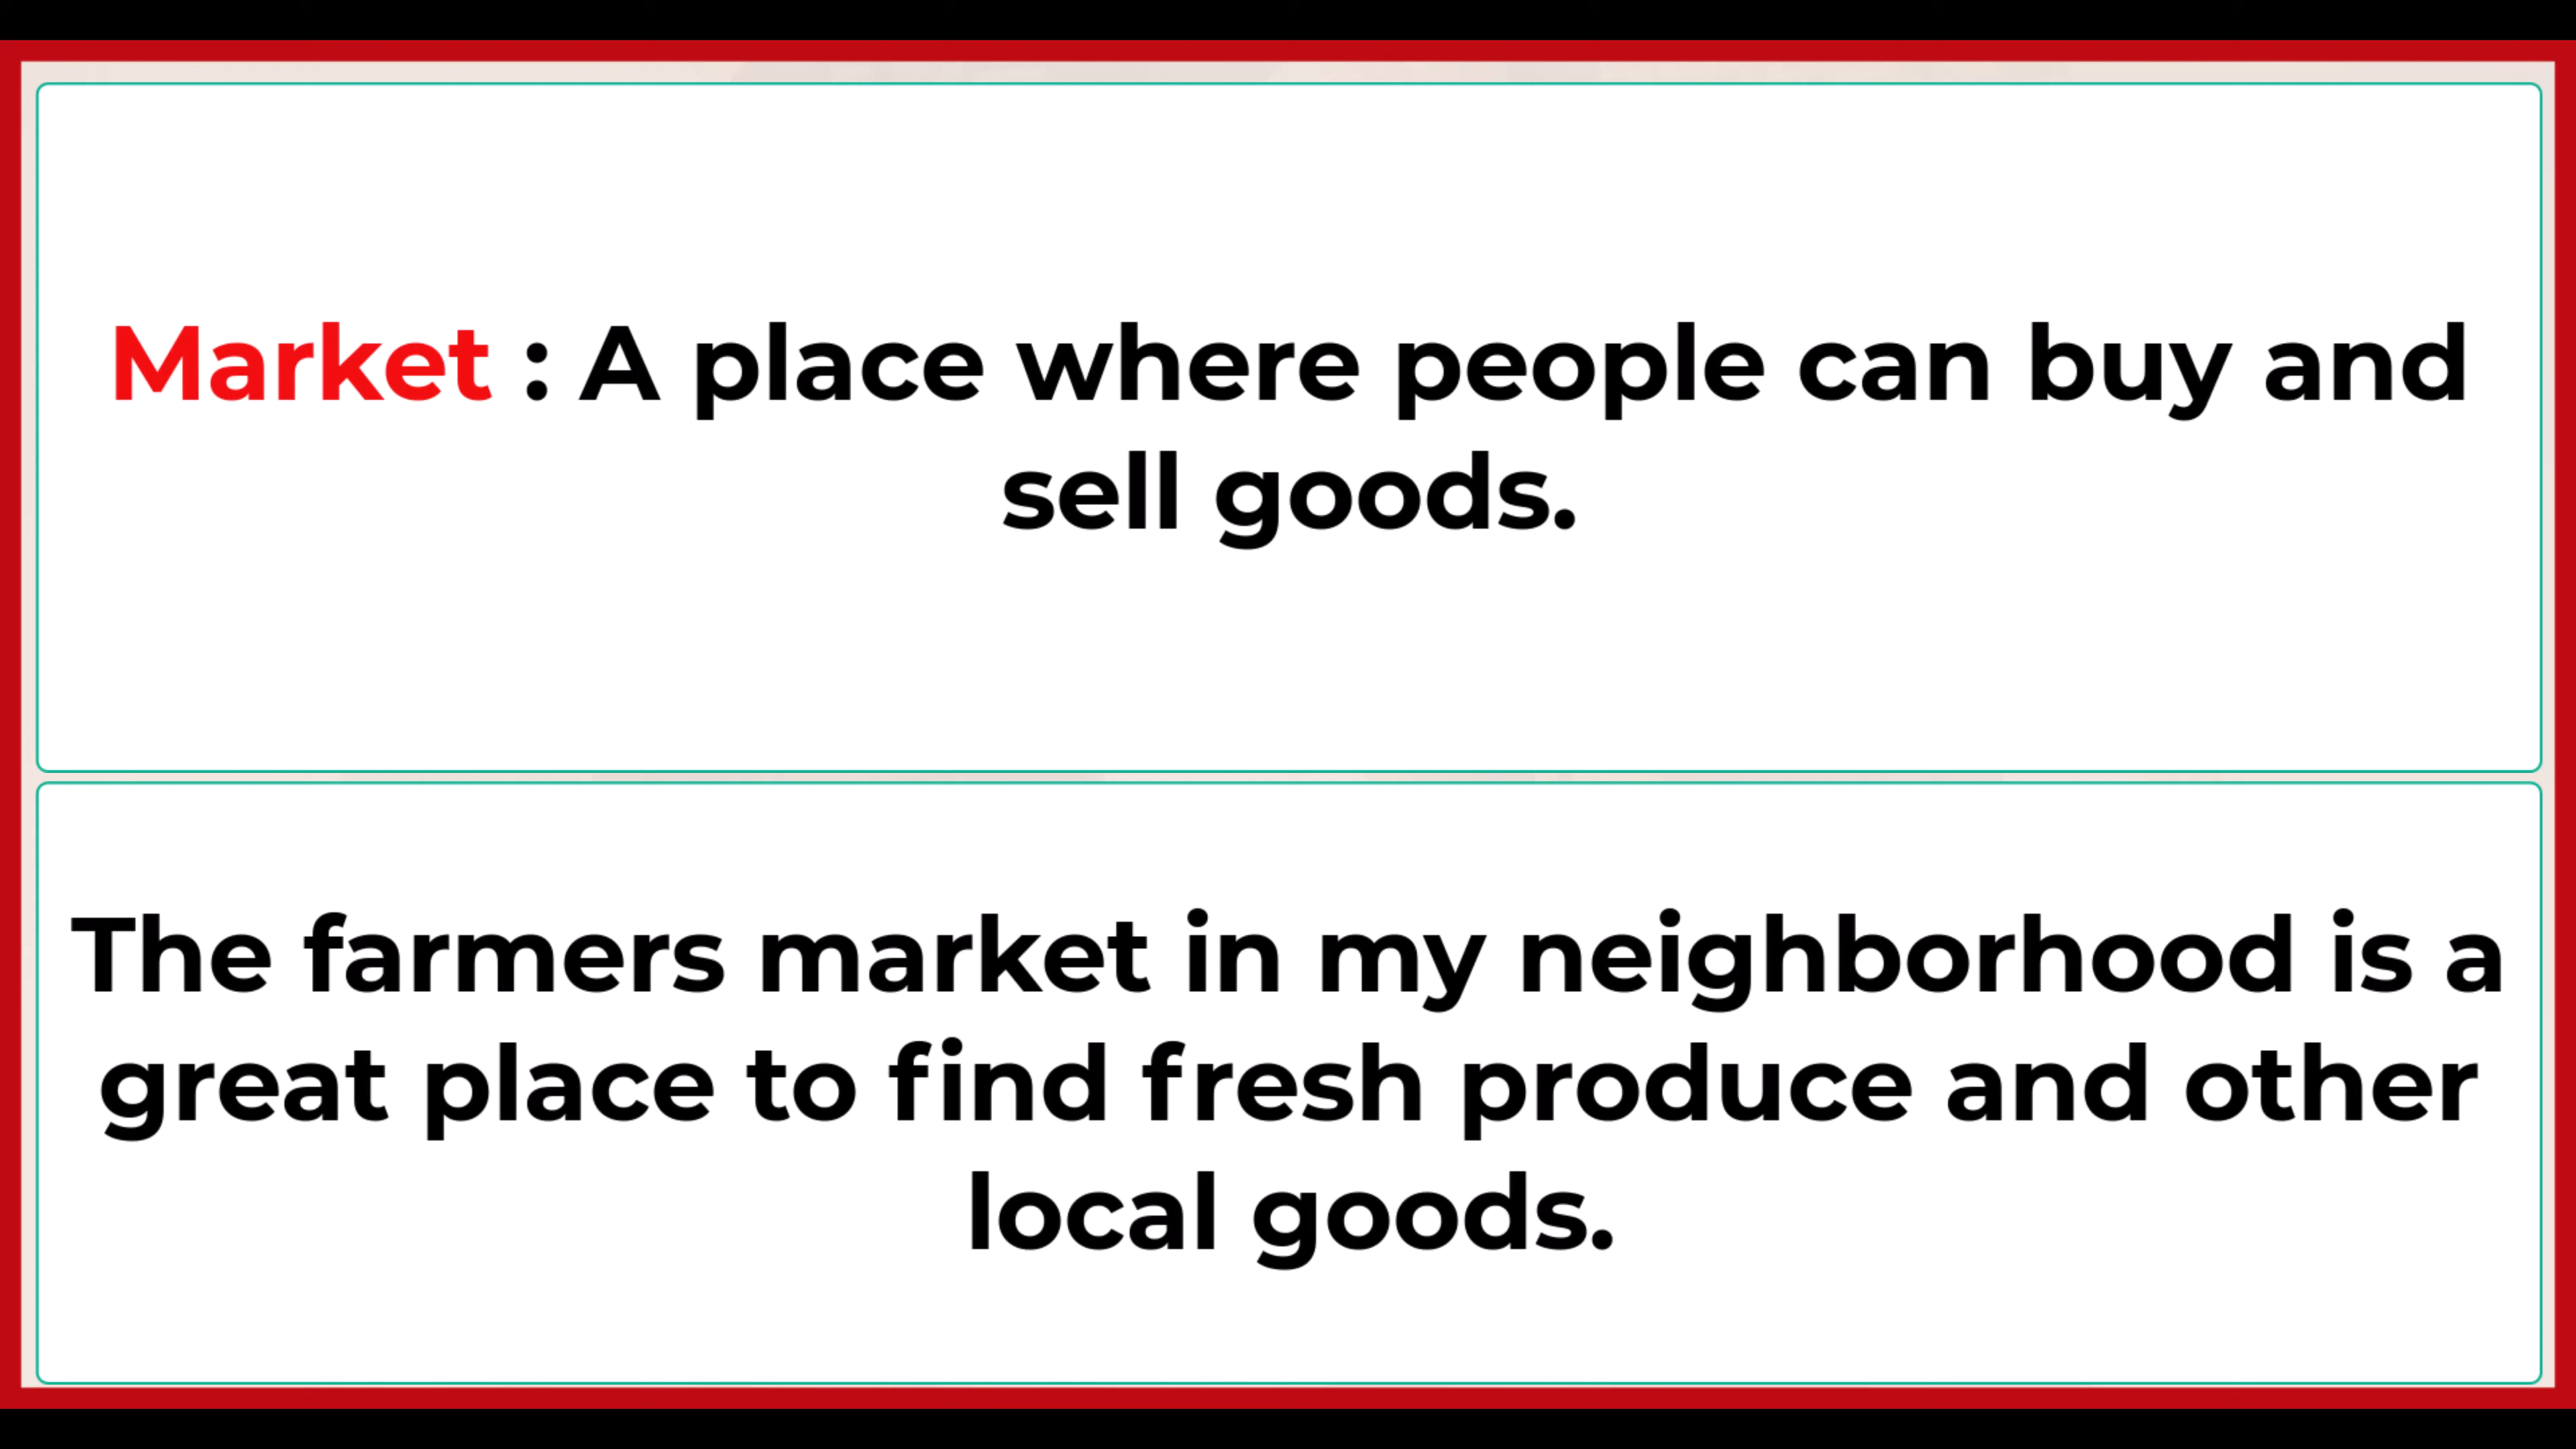 Market : A place where people can buy and
sell goods.
The farmers market in my neighborhood is a
great place to find fresh produce and other
local goods.